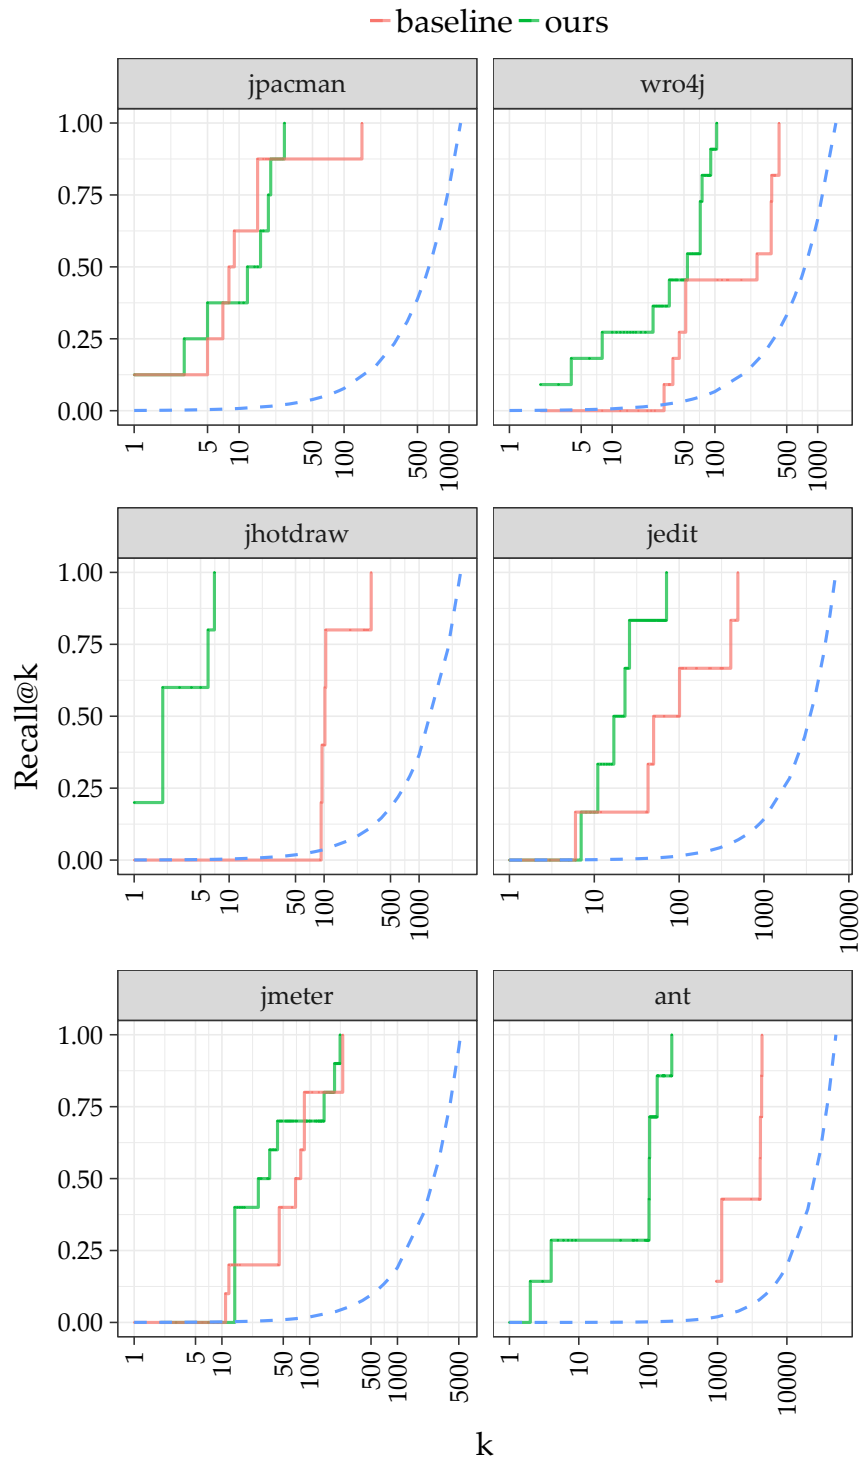 baseline ours
jpacman wro4j
1.00
0.75
0.50
0.25
0.00
1 5 10 50 100 500 1000 1 5 10 50 100 500 1000
jhotdraw jedit
1.00
0.75
0.50
0.25
0.00
1 5 10 50 100 500 1000 1 10 100 1000 10000
jmeter ant
1.00
0.75
0.50
0.25
0.00
1 5 10 50 100 500 1000 5000 1 10 100 1000 10000
Recall@k
k